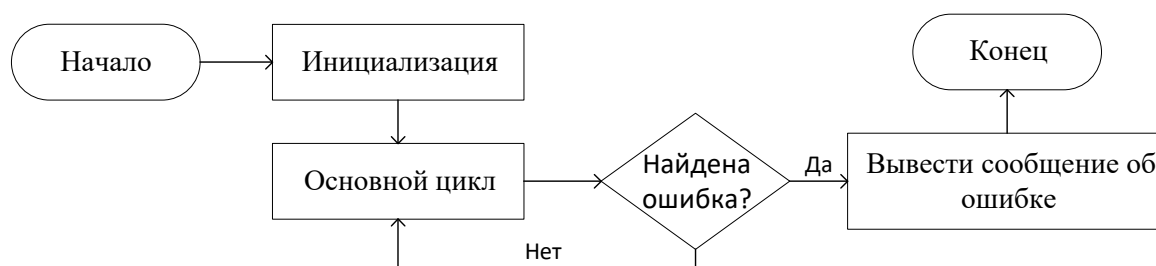 Начало
Инициализация
Конец
Основной цикл
Найдена
ошибка?
Да
Вывести сообщение об
ошибке
Нет